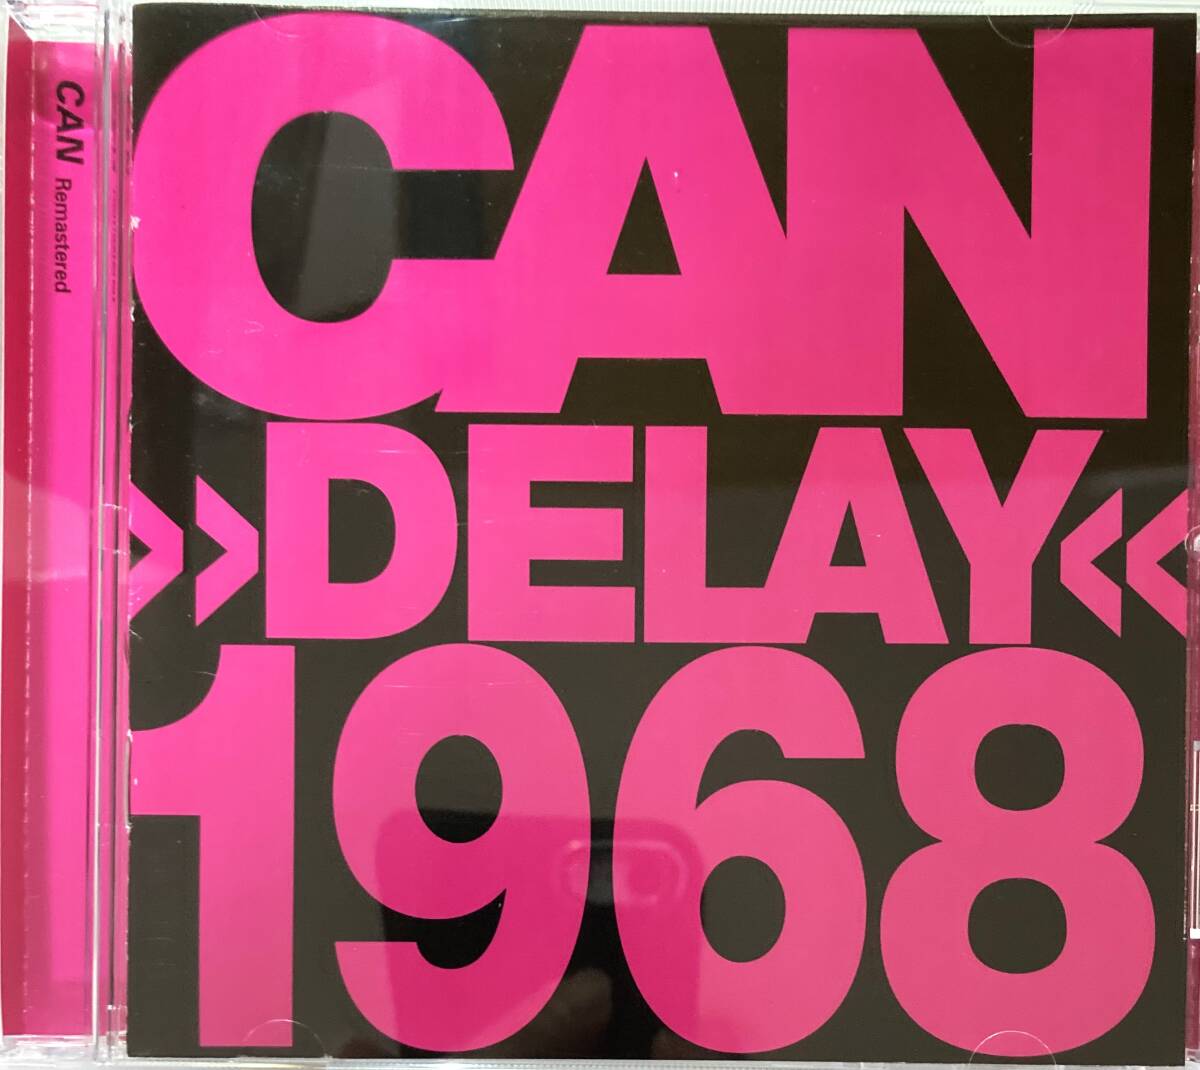 CAN Remastered
CAN
»DELAY«
1968